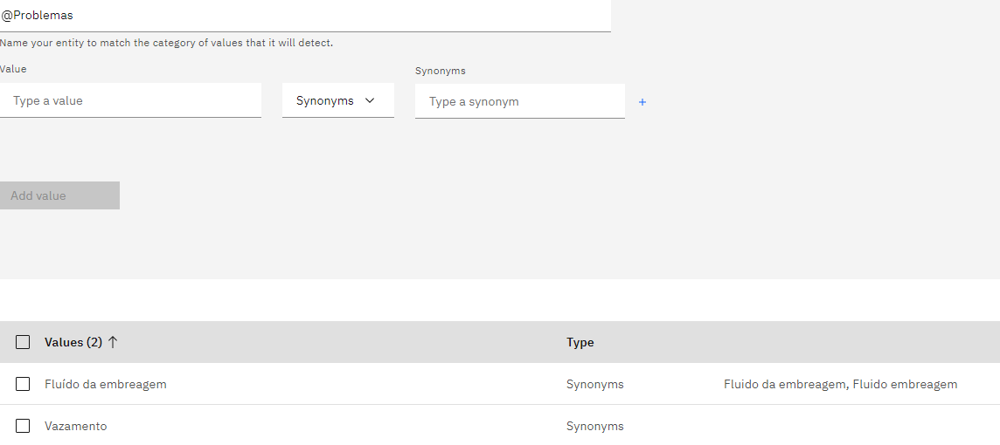 @Problemas
Name your entity to match the category of values that it will detect.
Value
Synonyms
Type a value
Synonyms
Type a synonym
+
Add value
Values (2) ↑
Type
Fluído da embreagem
Synonyms
Fluido da embreagem, Fluido embreagem
Vazamento
Synonyms